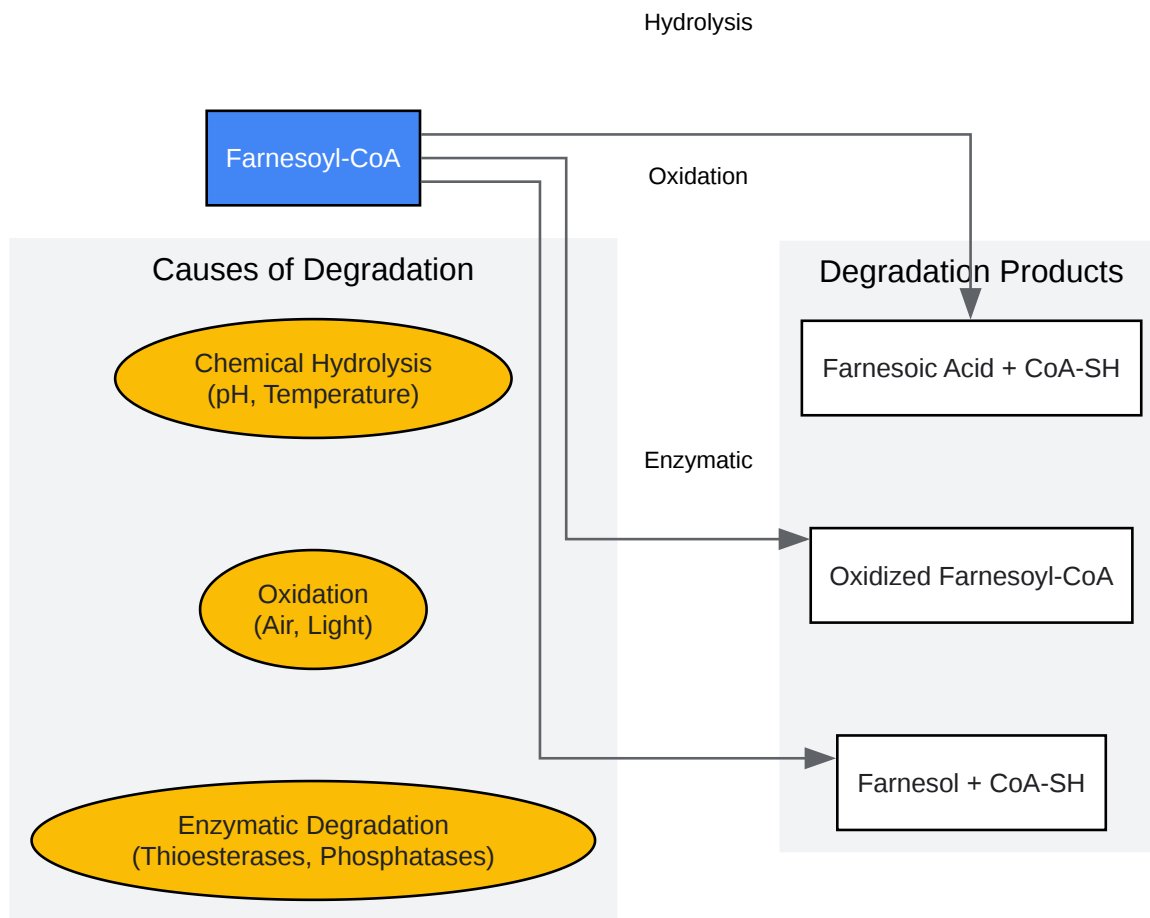 Hydrolysis
Farnesoyl-CoA
Oxidation
Causes of Degradation
Degradation Products
Chemical Hydrolysis
(pH, Temperature)
Farnesoic Acid + CoA-SH
Enzymatic
Oxidized Farnesoyl-CoA
Oxidation
(Air, Light)
Farnesol + CoA-SH
Enzymatic Degradation
(Thioesterases, Phosphatases)